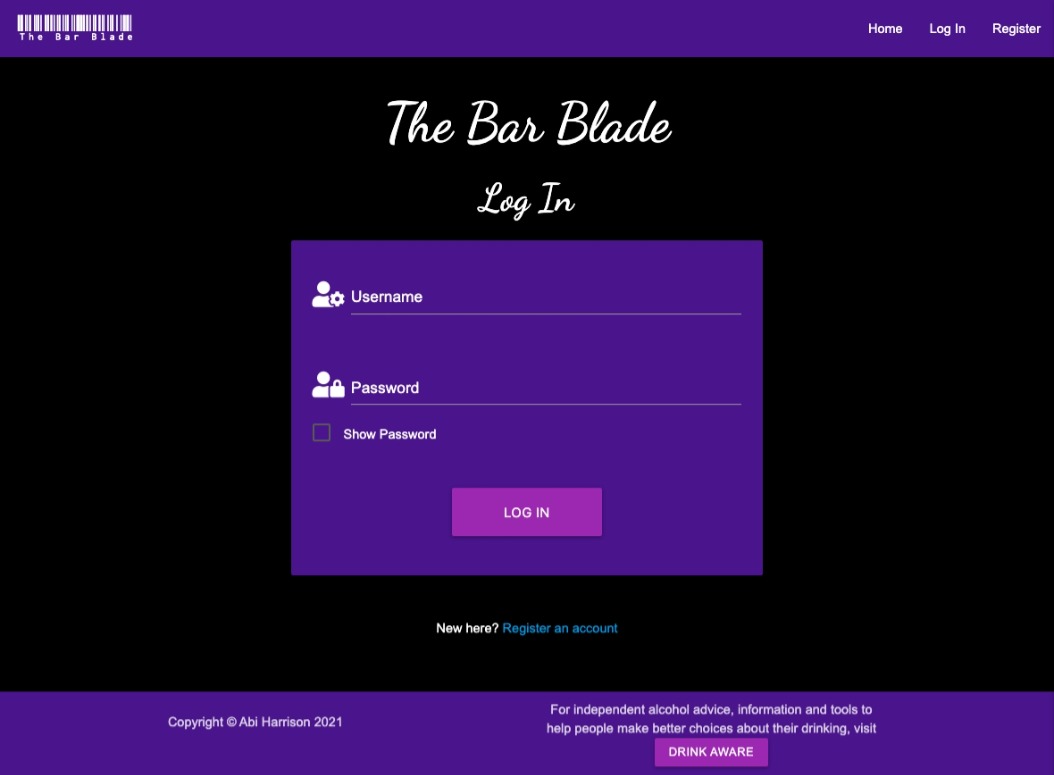 The Bar Blade
Home Log In Register
The Bar Blade
Log In
Username
Password
Show Password
LOG IN
New here? Register an account
Copyright © Abi Harrison 2021
For independent alcohol advice, information and tools to
help people make better choices about their drinking, visit
DRINK AWARE